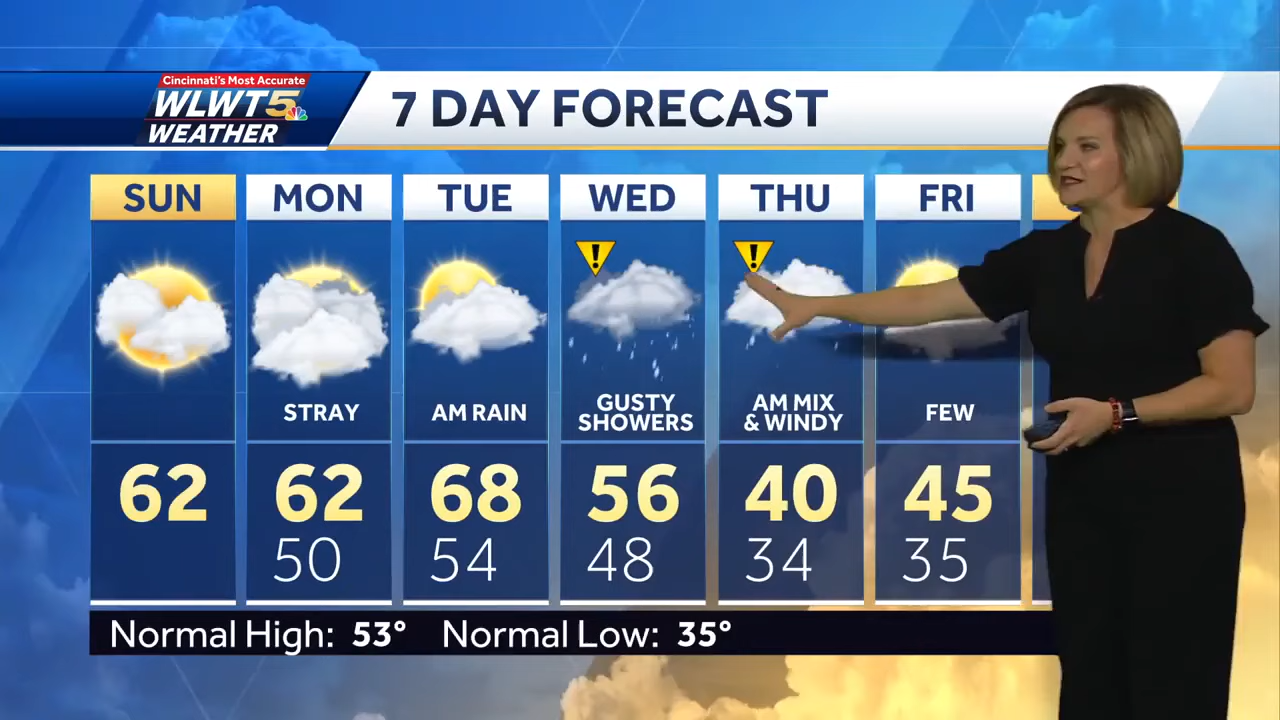 Cincinnati's Most Accurate
WLWT5
WEATHER
7 DAY FORECAST
SUN MON TUE WED THU FRI
! !
STRAY AM RAIN GUSTY SHOWERS AM MIX & WINDY FEW
62 62 68 56 40 45
50 54 48 34 35
Normal High: 53° Normal Low: 35°